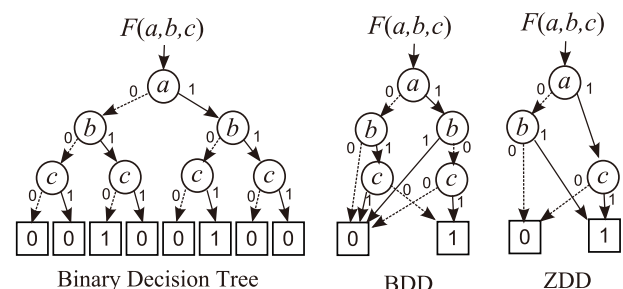 F(a,b,c) F(a,b,c) F(a,b,c)
a a a
0 1 0 1 0 1
b b b b b
0 1 0 1 0 1 1 0 0 1
c c c c c c c
0 1 0 1 0 1 0 1 0 1 0 1 0 1
0 0 1 0 0 1 0 0 0 1 0 1
Binary Decision Tree BDD ZDD